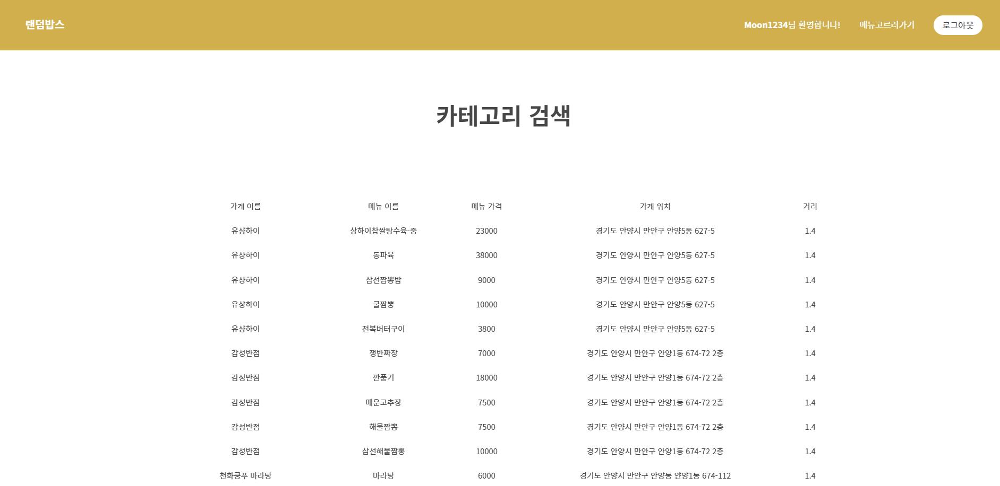 랜덤밥스 Moon1234님 환영합니다! 메뉴고르러가기 로그아웃
카테고리 검색
가게 이름 메뉴 이름 메뉴 가격 가게 위치 거리
유샹하이 상하이찹쌀탕수육-중 23000 경기도 안양시 만안구 안양5동 627-5 1.4
유샹하이 동파육 38000 경기도 안양시 만안구 안양5동 627-5 1.4
유샹하이 삼선짬뽕밥 9000 경기도 안양시 만안구 안양5동 627-5 1.4
유샹하이 굴짬뽕 10000 경기도 안양시 만안구 안양5동 627-5 1.4
유샹하이 전복버터구이 3800 경기도 안양시 만안구 안양5동 627-5 1.4
감성반점 쟁반짜장 7000 경기도 안양시 만안구 안양1동 674-72 2층 1.4
감성반점 깐풍기 18000 경기도 안양시 만안구 안양1동 674-72 2층 1.4
감성반점 매운고추장 7500 경기도 안양시 만안구 안양1동 674-72 2층 1.4
감성반점 해물짬뽕 7500 경기도 안양시 만안구 안양1동 674-72 2층 1.4
감성반점 삼선해물짬뽕 10000 경기도 안양시 만안구 안양1동 674-72 2층 1.4
천화쿵푸 마라탕 마라탕 6000 경기도 안양시 만안구 안양동 안양1동 674-112 1.4